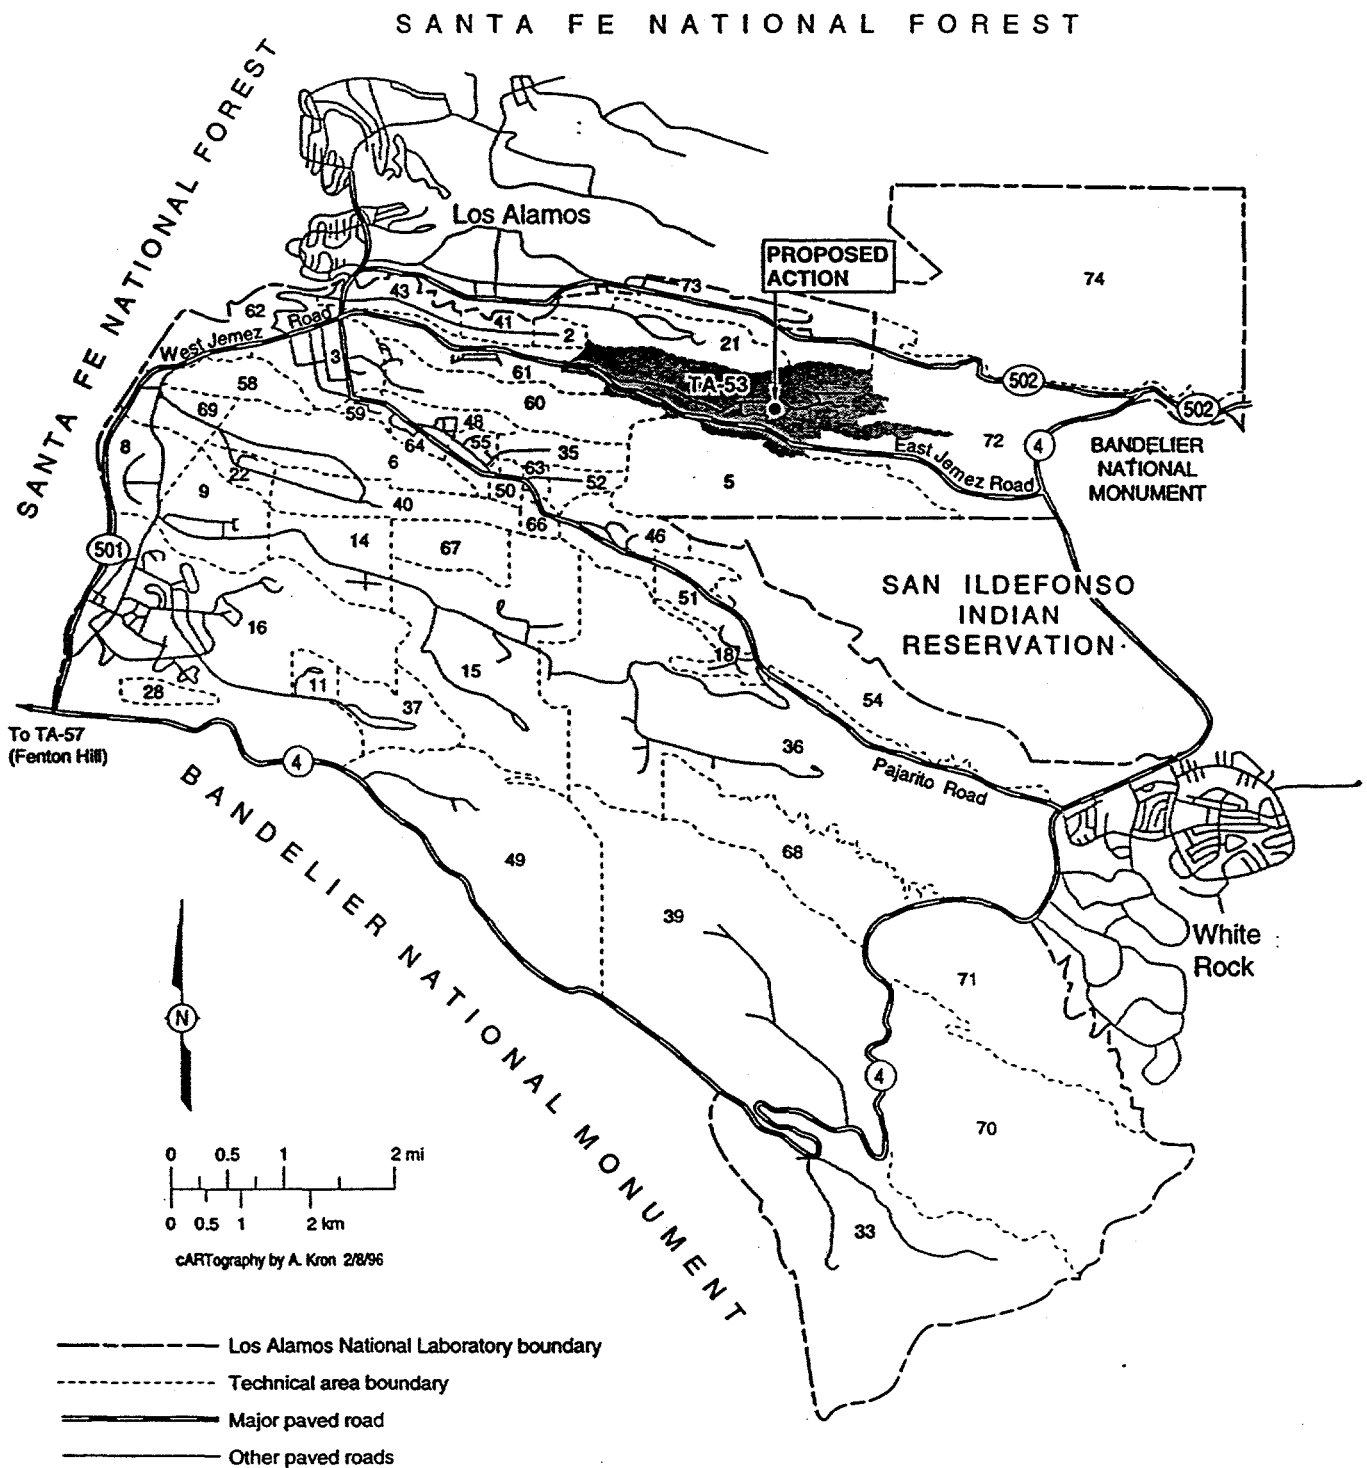 SANTA FE NATIONAL FOREST
SANTA FE NATIONAL FOREST
Los Alamos
PROPOSED
ACTION
74
73
62
43
41
2
21
West Jemez Road
3
61
TA-53
502
502
58
60
69
59
48
72
4
BANDELIER
NATIONAL
MONUMENT
8
64
55
35
East Jemez Road
6
63
22
52
5
9
50
40
66
46
14
67
501
51
SAN ILDEFONSO
INDIAN
RESERVATION
16
18
15
28
11
37
54
To TA-57
(Fenton Hill)
4
36
Pajarito Road
BANDELIER NATIONAL MONUMENT
49
68
39
White
Rock
71
N
4
70
33
0 0.5 1 2 mi
0 0.5 1 2 km
cARTography by A. Kron 2/8/96
Los Alamos National Laboratory boundary
Technical area boundary
Major paved road
Other paved roads